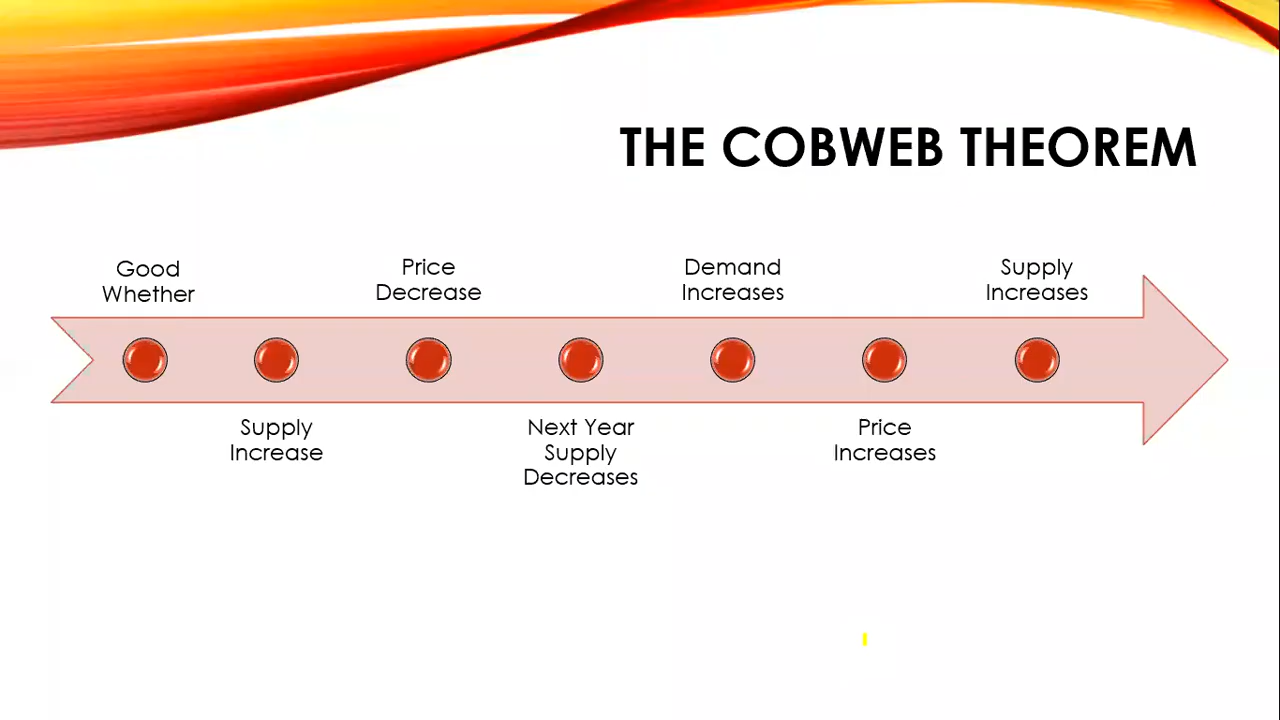 THE COBWEB THEOREM
Good
Whether
Supply
Increase
Price
Decrease
Next Year
Supply
Decreases
Demand
Increases
Price
Increases
Supply
Increases